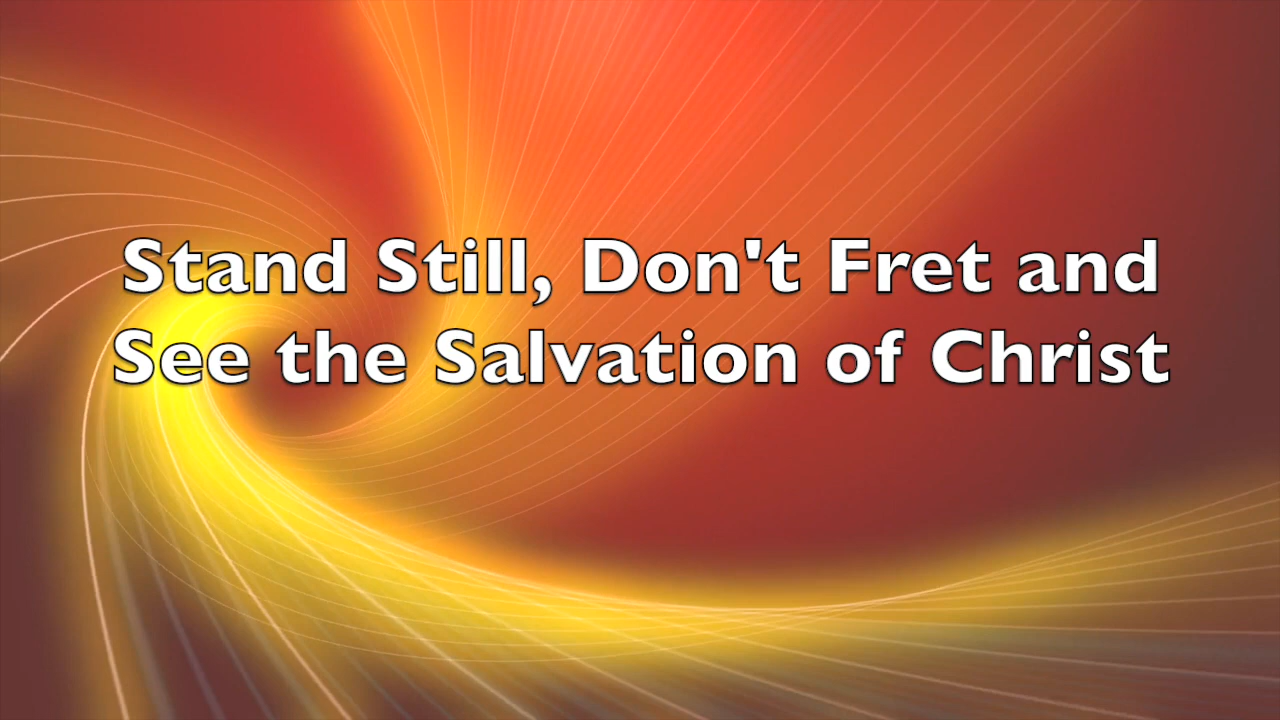 Stand Still, Don't Fret and
See the Salvation of Christ